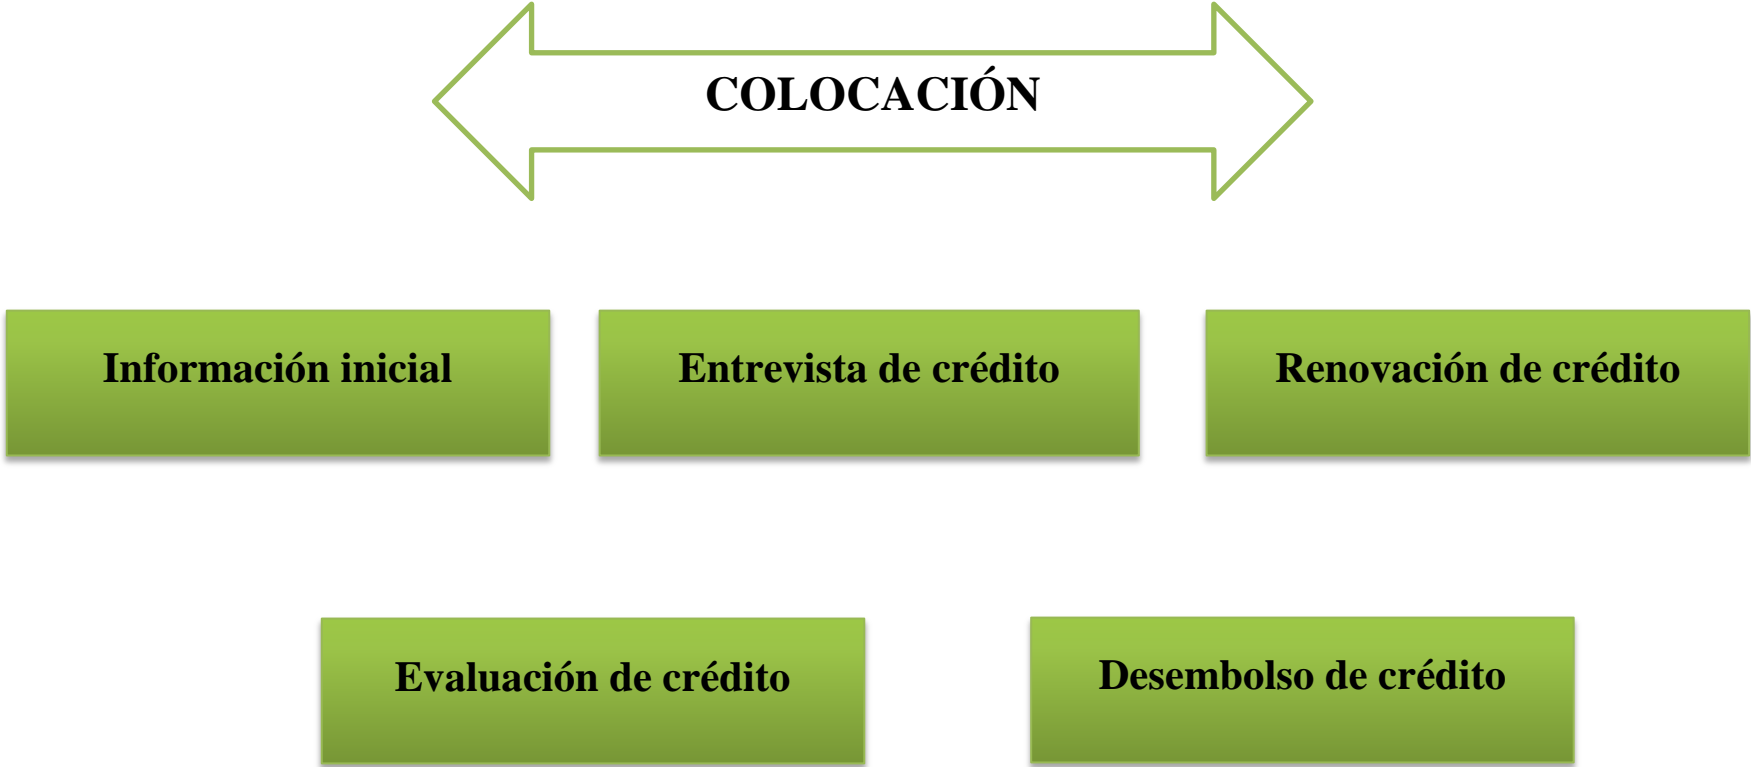 COLOCACIÓN
Información inicial
Entrevista de crédito
Renovación de crédito
Evaluación de crédito
Desembolso de crédito